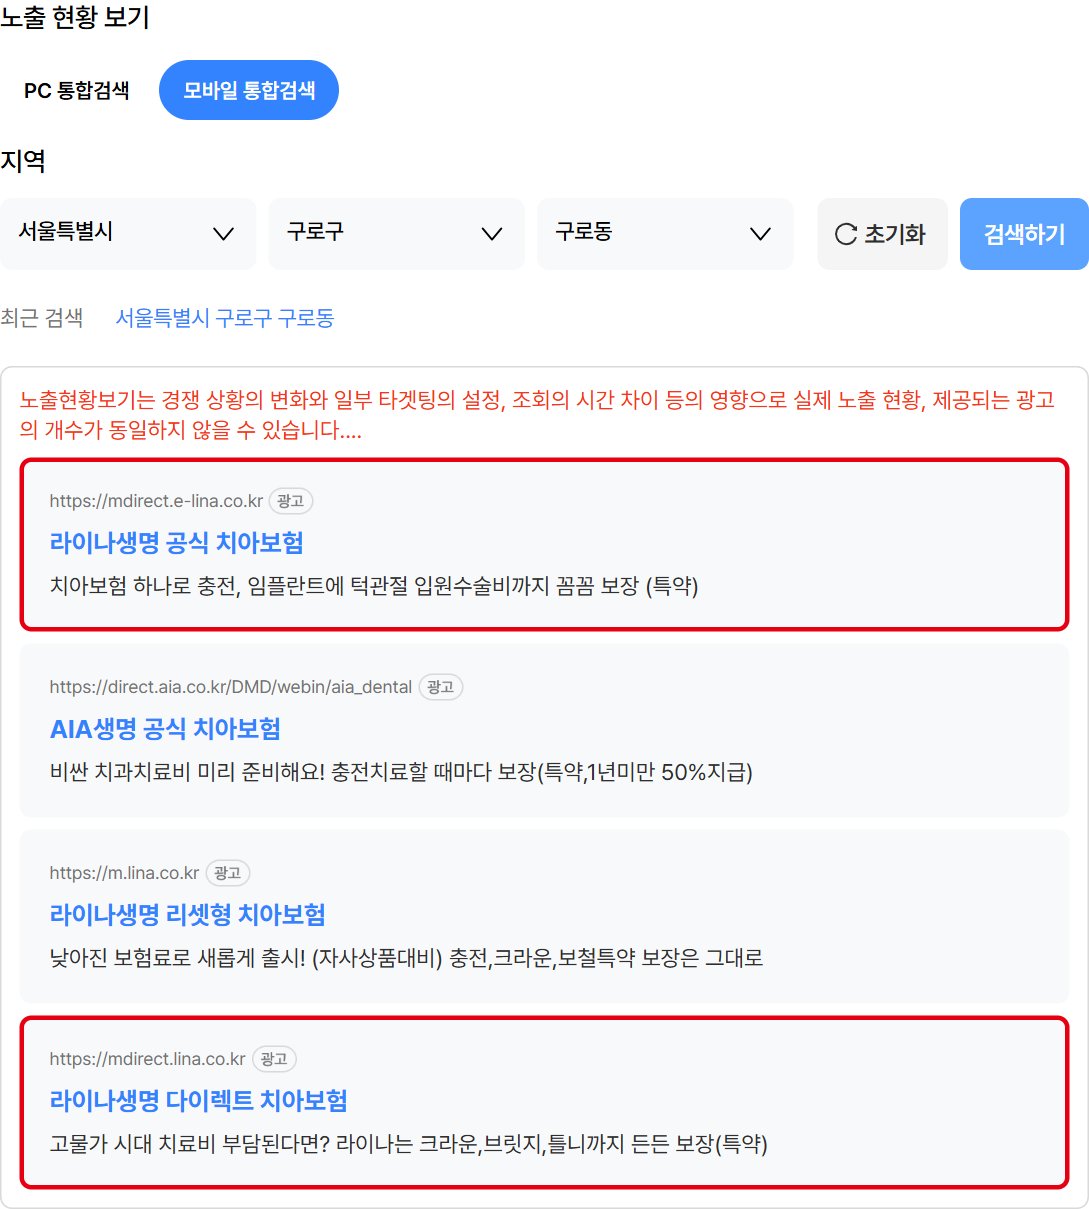 노출 현황 보기
PC 통합검색 모바일 통합검색
지역
서울특별시 구로구 구로동 초기화 검색하기
최근 검색 서울특별시 구로구 구로동
노출현황보기는 경쟁 상황의 변화와 일부 타겟팅의 설정, 조회의 시간 차이 등의 영향으로 실제 노출 현황, 제공되는 광고
의 개수가 동일하지 않을 수 있습니다....
https://mdirect.e-lina.co.kr 광고
라이나생명 공식 치아보험
치아보험 하나로 충전, 임플란트에 턱관절 입원수술비까지 꼼꼼 보장 (특약)
https://direct.aia.co.kr/DMD/webin/aia_dental 광고
AIA생명 공식 치아보험
비싼 치과치료비 미리 준비해요! 충전치료할 때마다 보장(특약,1년미만 50%지급)
https://m.lina.co.kr 광고
라이나생명 리셋형 치아보험
낮아진 보험료로 새롭게 출시! (자사상품대비) 충전,크라운,보철특약 보장은 그대로
https://mdirect.lina.co.kr 광고
라이나생명 다이렉트 치아보험
고물가 시대 치료비 부담된다면? 라이나는 크라운,브릿지,틀니까지 든든 보장(특약)